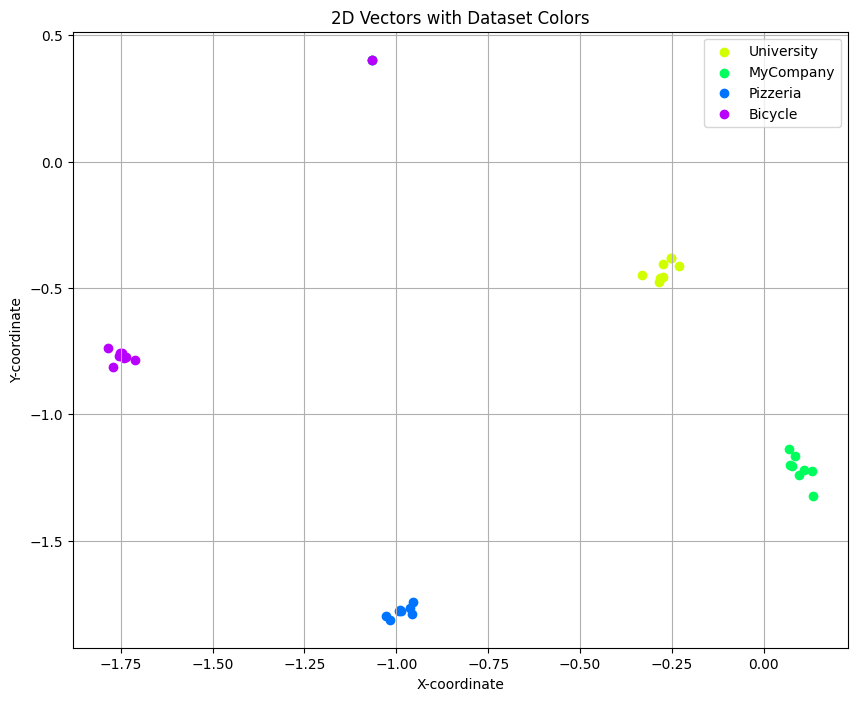 2D Vectors with Dataset Colors
University
MyCompany
Pizzeria
Bicycle
0.5
0.0
−0.5
−1.0
−1.5
Y-coordinate
−1.75
−1.50
−1.25
−1.00
−0.75
−0.50
−0.25
0.00
X-coordinate